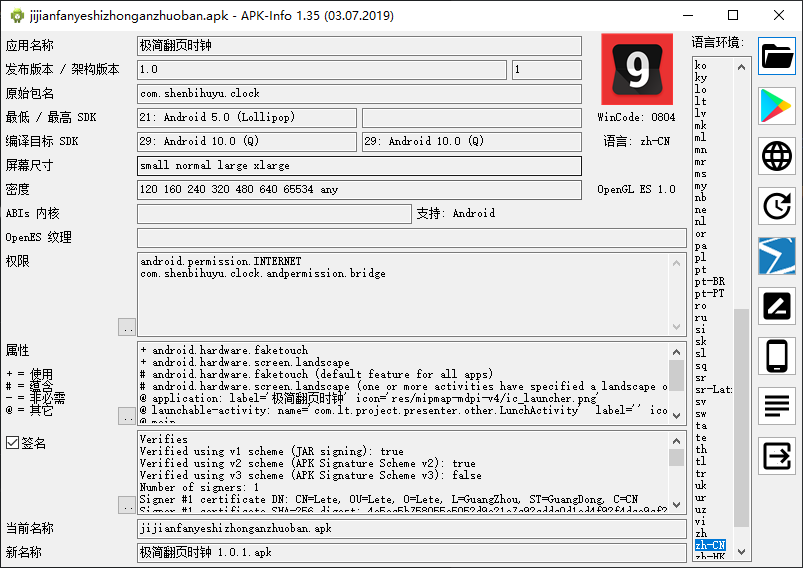 jijianfanyeshizhonganzhuoban.apk - APK-Info 1.35 (03.07.2019)
应用名称
极简翻页时钟
发布版本 / 架构版本
1.0
1
原始包名
com.shenbihuyu.clock
最低 / 最高 SDK
21: Android 5.0 (Lollipop)
编译目标 SDK
29: Android 10.0 (Q)
29: Android 10.0 (Q)
屏幕尺寸
small normal large xlarge
密度
120 160 240 320 480 640 65534 any
ABIs 内核
支持: Android
OpenES 纹理
权限
android.permission.INTERNET
com.shenbihuyu.clock.andpermission.bridge
..
属性
+ = 使用
# = 蕴含
- = 非必需
@ = 其它
..
+ android.hardware.faketouch
+ android.hardware.screen.landscape
# android.hardware.faketouch (default feature for all apps)
# android.hardware.screen.landscape (one or more activities have specified a landscape o
@ application: label='极简翻页时钟' icon='res/mipmap-mdpi-v4/ic_launcher.png'
@ launchable-activity: name='com.lt.project.presenter.other.LunchActivity' label='' ico
@ main
签名
..
Verifies
Verified using v1 scheme (JAR signing): true
Verified using v2 scheme (APK Signature Scheme v2): true
Verified using v3 scheme (APK Signature Scheme v3): false
Number of signers: 1
Signer #1 certificate DN: CN=Lete, OU=Lete, O=Lete, L=GuangZhou, ST=GuangDong, C=CN
当前名称
jijianfanyeshizhonganzhuoban.apk
新名称
极简翻页时钟 1.0.1.apk
9
WinCode: 0804
语言: zh-CN
OpenGL ES 1.0
语言环境:
ko
ky
lo
lt
lv
mk
ml
mn
mr
ms
my
nb
ne
nl
or
pa
pl
pt
pt-BR
pt-PT
ro
ru
si
sk
sl
sq
sr
sr-Lat
sv
sw
ta
te
th
tl
tr
uk
ur
uz
vi
zh
zh-CN
zh-HK